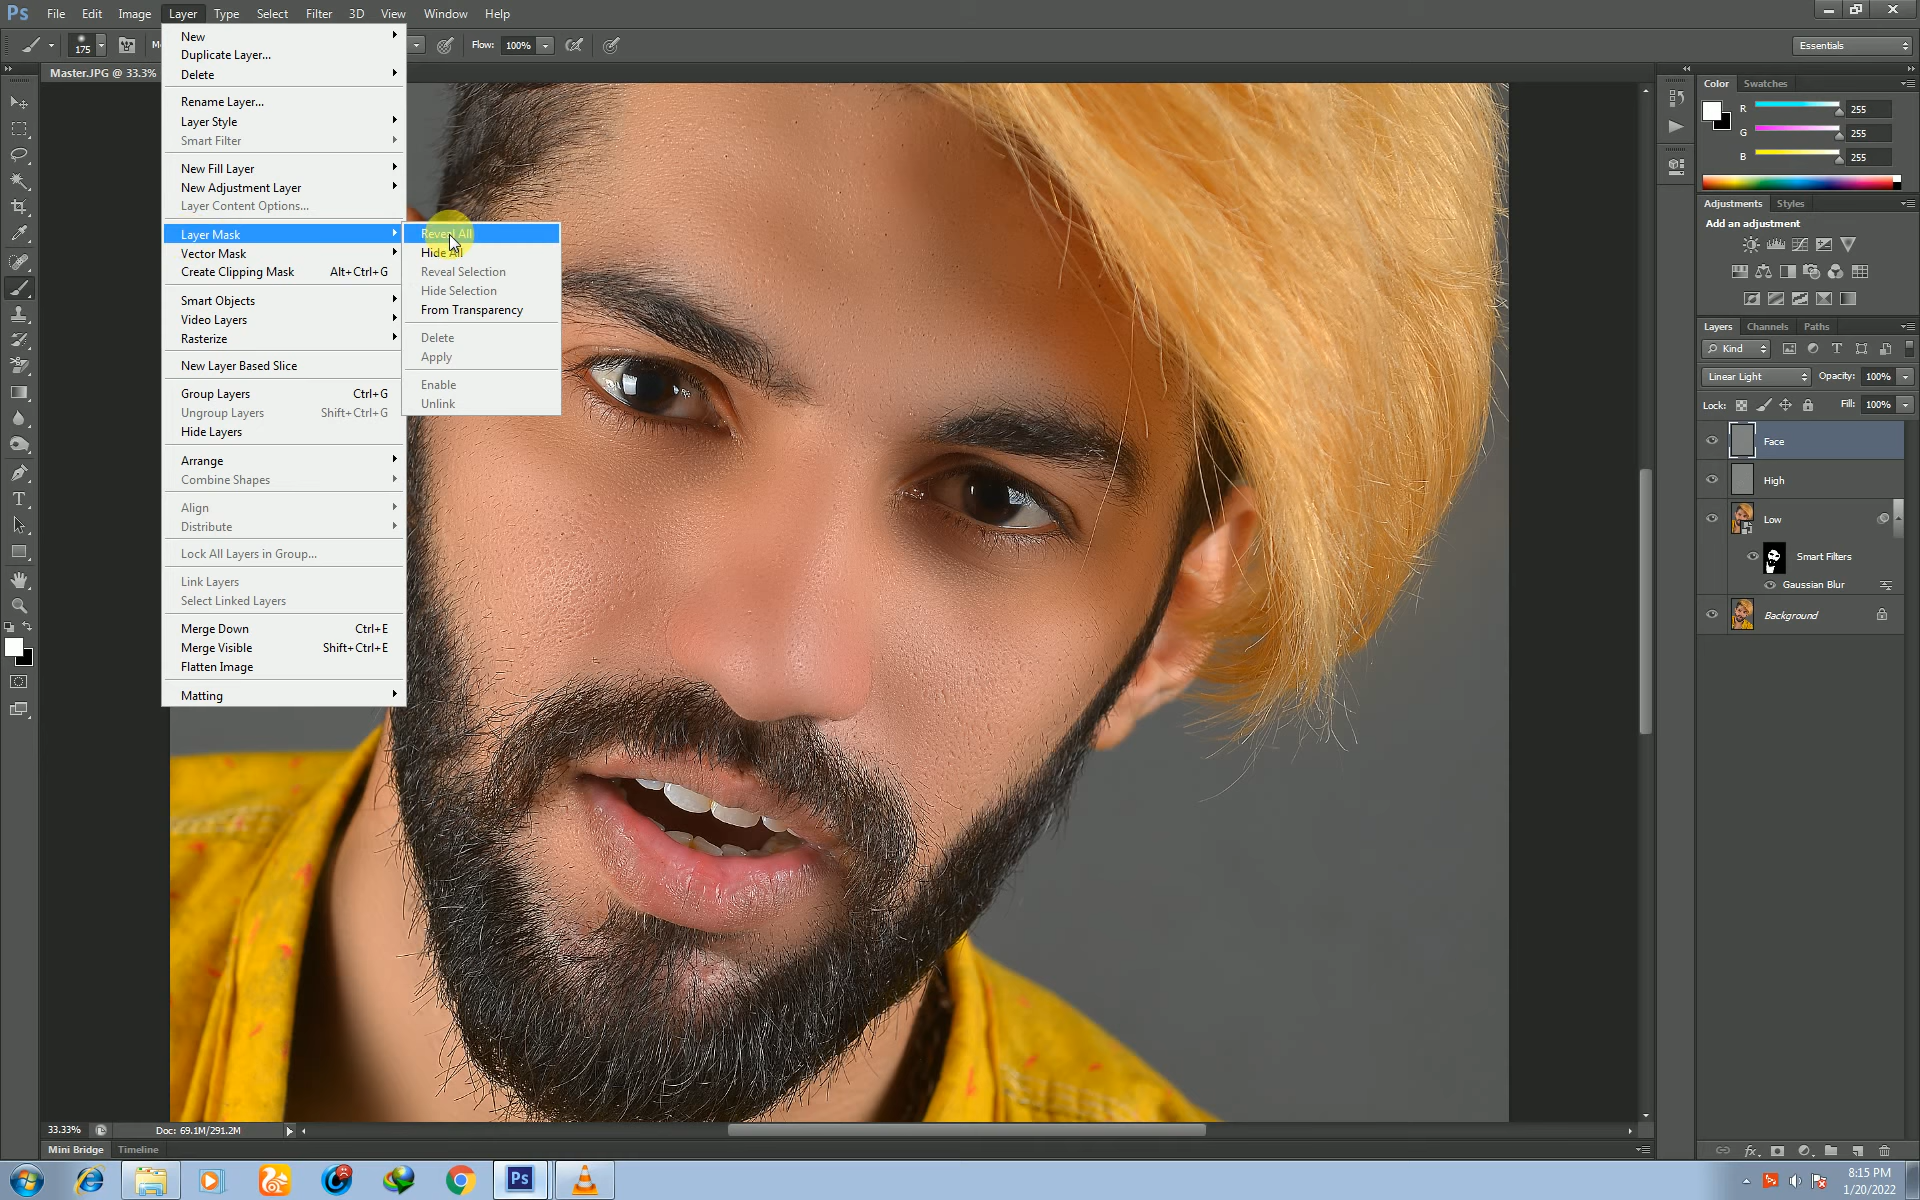 Ps File Edit Image Layer Type Select Filter 3D View Window Help
175 Flow: 100% Essentials
Master.JPG @ 33.3%
New
Duplicate Layer...
Delete
Rename Layer...
Layer Style
Smart Filter
New Fill Layer
New Adjustment Layer
Layer Content Options...
Layer Mask
Vector Mask
Create Clipping Mask Alt+Ctrl+G
Smart Objects
Video Layers
Rasterize
New Layer Based Slice
Group Layers Ctrl+G
Ungroup Layers Shift+Ctrl+G
Hide Layers
Arrange
Combine Shapes
Align
Distribute
Lock All Layers in Group...
Link Layers
Select Linked Layers
Merge Down Ctrl+E
Merge Visible Shift+Ctrl+E
Flatten Image
Matting
Reveal All
Hide All
Reveal Selection
Hide Selection
From Transparency
Delete
Apply
Enable
Unlink
Color Swatches
R 255
G 255
B 255
Adjustments Styles
Add an adjustment
Layers Channels Paths
Kind
Linear Light Opacity: 100%
Lock: Fill: 100%
Face
High
Low
Smart Filters
Gaussian Blur
Background
33.33% Doc: 69.1M/291.2M
Mini Bridge Timeline
Ps
8:15 PM
1/20/2022